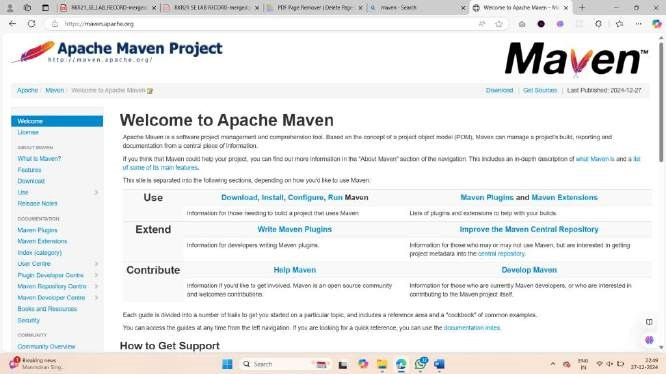 RKR21_SE LAB RECORD-merged.
RKR21 SE LAB RECORD-merged.
PDF Page Remover | Delete Page
maven - Search
Welcome to Apache Maven – M
https://maven.apache.org
Apache Maven Project
http://maven.apache.org/
Maven™
Apache / Maven / Welcome to Apache Maven
Download | Get Sources | Last Published: 2024-12-27
Welcome
License
ABOUT MAVEN
What is Maven?
Features
Download
Use
Release Notes
DOCUMENTATION
Maven Plugins
Maven Extensions
Index (category)
User Centre
Plugin Developer Centre
Maven Repository Centre
Maven Developer Centre
Books and Resources
Security
COMMUNITY
Community Overview
Welcome to Apache Maven
Apache Maven is a software project management and comprehension tool. Based on the concept of a project object model (POM), Maven can manage a project's build, reporting and
documentation from a central piece of information.
If you think that Maven could help your project, you can find out more information in the "About Maven" section of the navigation. This includes an in-depth description of what Maven is and a list
of some of its main features.
This site is separated into the following sections, depending on how you'd like to use Maven:
Use
Download, Install, Configure, Run Maven
Maven Plugins and Maven Extensions
Information for those needing to build a project that uses Maven
Lists of plugins and extensions to help with your builds.
Extend
Write Maven Plugins
Improve the Maven Central Repository
Information for developers writing Maven plugins.
Information for those who may or may not use Maven, but are interested in getting
project metadata into the central repository.
Contribute
Help Maven
Develop Maven
Information if you'd like to get involved. Maven is an open source community
and welcomes contributions.
Information for those who are currently Maven developers, or who are interested in
contributing to the Maven project itself.
Each guide is divided into a number of trails to get you started on a particular topic, and includes a reference area and a "cookbook" of common examples.
You can access the guides at any time from the left navigation. If you are looking for a quick reference, you can use the documentation index.
How to Get Support
Breaking news
Manmohan Sing...
Search
ENG
IN
22:49
27-12-2024